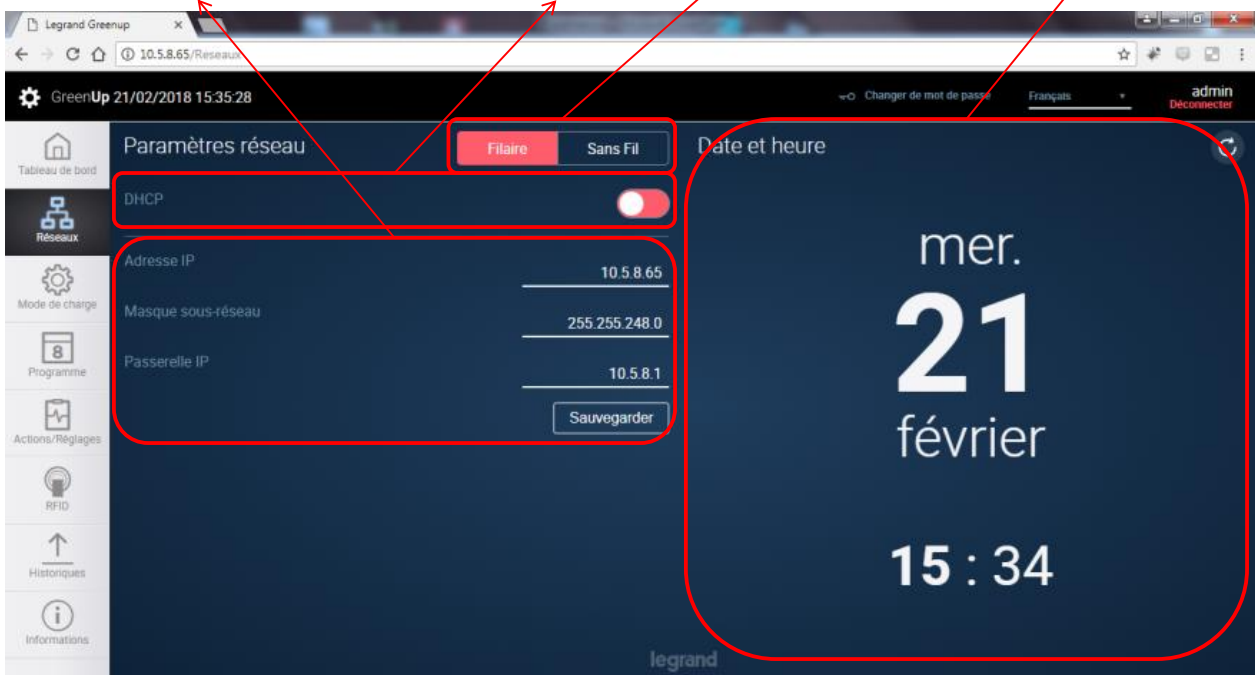 Legrand Greenup
10.5.8.65/Reseaux
GreenUp 21/02/2018 15:35:28
Changer de mot de passe
Français
admin
Déconnecter
Tableau de bord
Réseaux
Mode de charge
8
Programme
Actions/Réglages
RFID
Historiques
Informations
Paramètres réseau
Filaire
Sans Fil
DHCP
Adresse IP
10.5.8.65
Masque sous-réseau
255.255.248.0
Passerelle IP
10.5.8.1
Sauvegarder
Date et heure
mer.
21
février
15 : 34
legrand